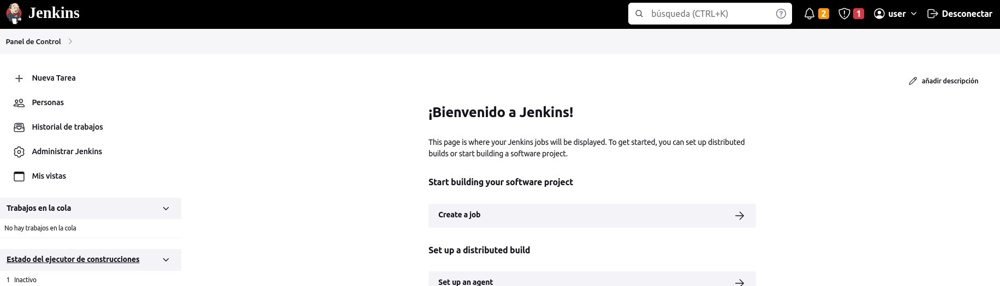 Jenkins
búsqueda (CTRL+K)
2
1
user
Desconectar
Panel de Control
Nueva Tarea
Personas
Historial de trabajos
Administrar Jenkins
Mis vistas
Trabajos en la cola
No hay trabajos en la cola
Estado del ejecutor de construcciones
1 Inactivo
añadir descripción
¡Bienvenido a Jenkins!
This page is where your Jenkins jobs will be displayed. To get started, you can set up distributed
builds or start building a software project.
Start building your software project
Create a job
Set up a distributed build
Set up an agent